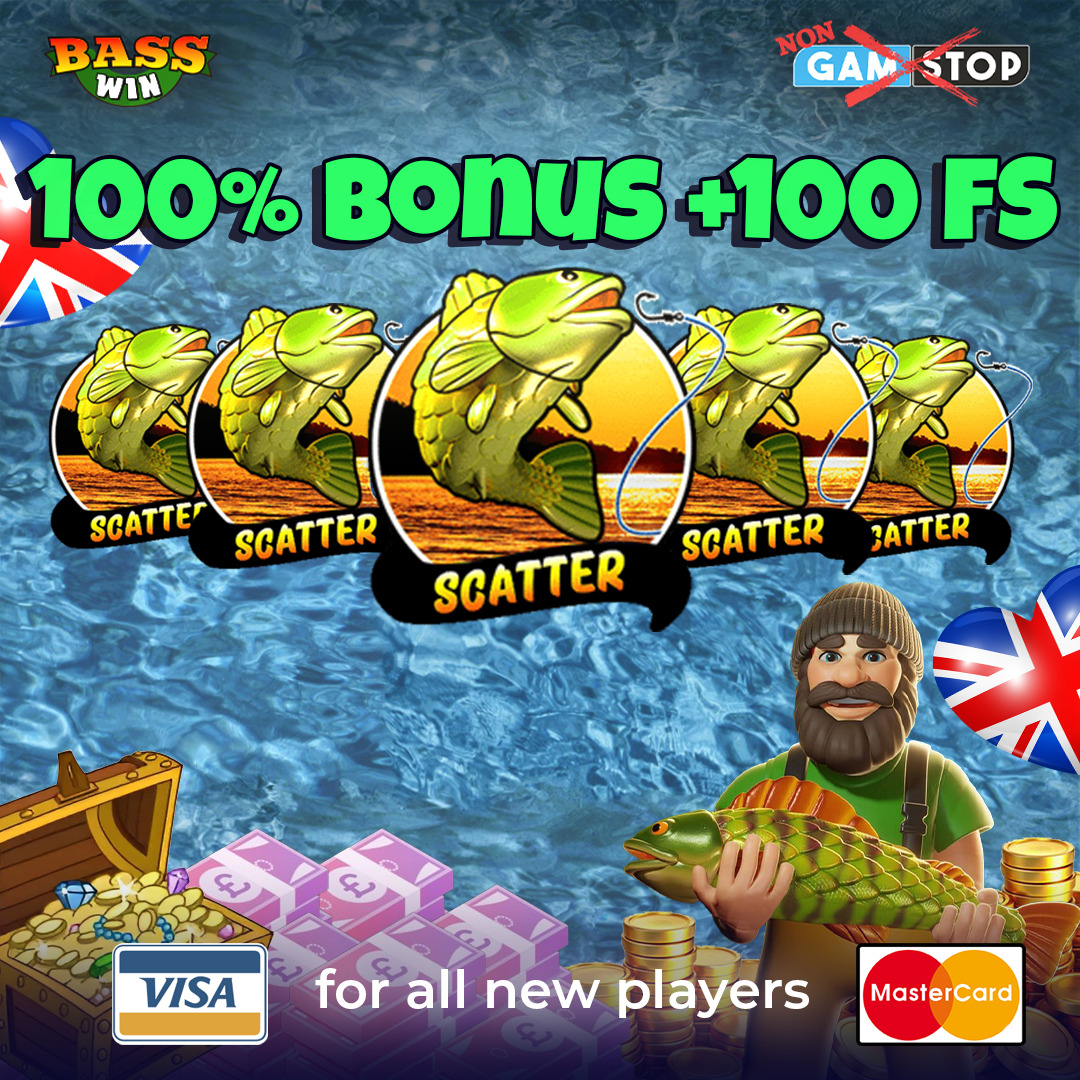 BASS
WIN
NON
GAMSTOP
100% Bonus +100 FS
SCATTER
SCATTER
SCATTER
SCATTER
SCATTER
£
£
£
£
VISA
for all new players
MasterCard